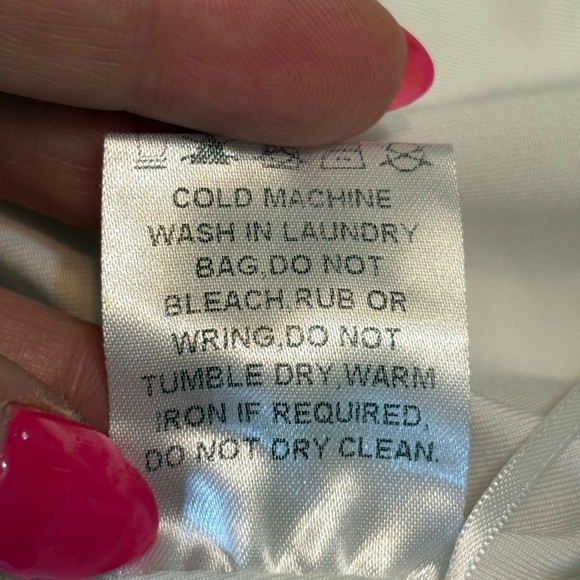 COLD MACHINE
WASH IN LAUNDRY
BAG,DO NOT
BLEACH,RUB OR
WRING,DO NOT
TUMBLE DRY,WARM
IRON IF REQUIRED,
DO NOT DRY CLEAN.